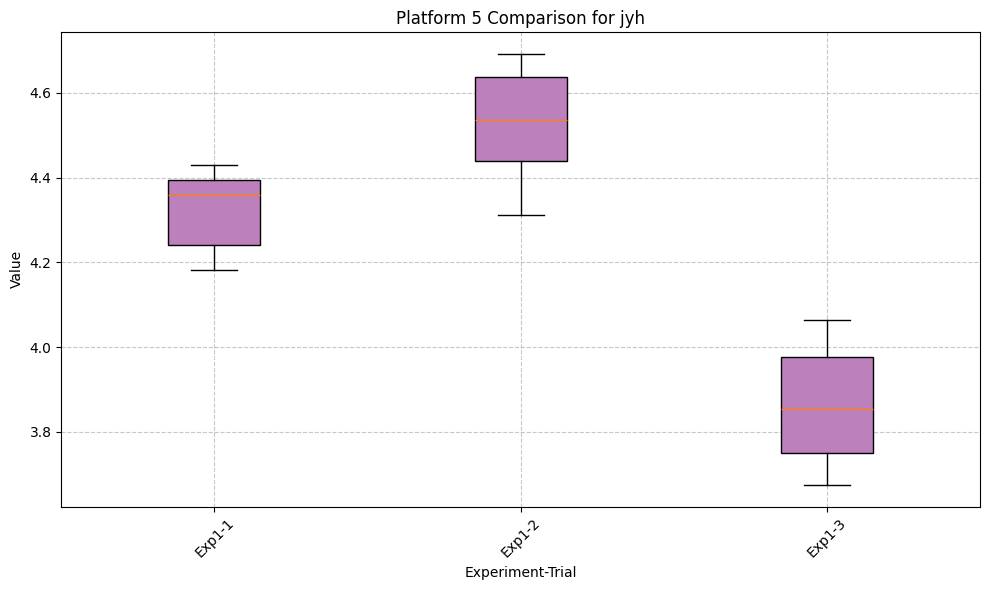 Platform 5 Comparison for jyh
Value
4.6
4.4
4.2
4.0
3.8
Exp1-1
Exp1-2
Exp1-3
Experiment-Trial